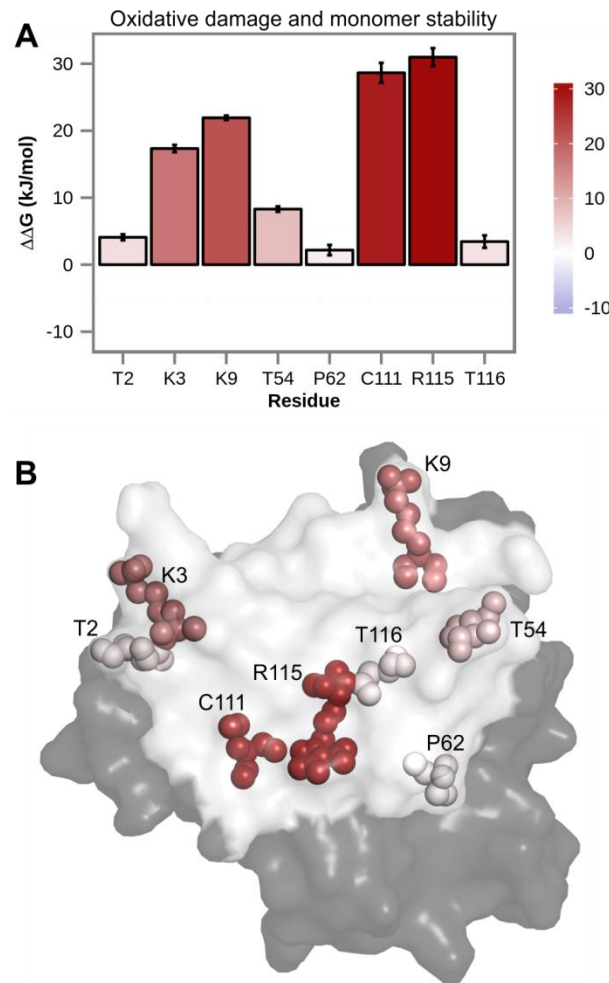 Oxidative damage and monomer stability
A
ΔΔG (kJ/mol)
30
20
10
0
-10
T2 K3 K9 T54 P62 C111 R115 T116
Residue
30
20
10
0
-10
B
K9
K3
T2
T116
T54
R115
C111
P62